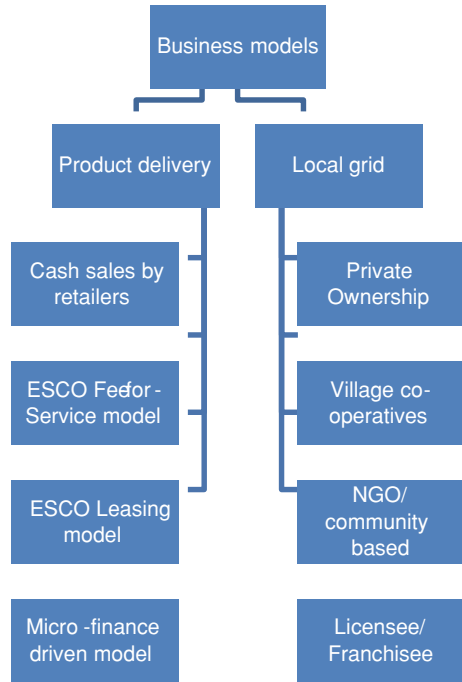 Business models
Product delivery
Local grid
Cash sales by
retailers
ESCO Feefor -
Service model
ESCO Leasing
model
Micro -finance
driven model
Private
Ownership
Village co-
operatives
NGO/
community
based
Licensee/
Franchisee